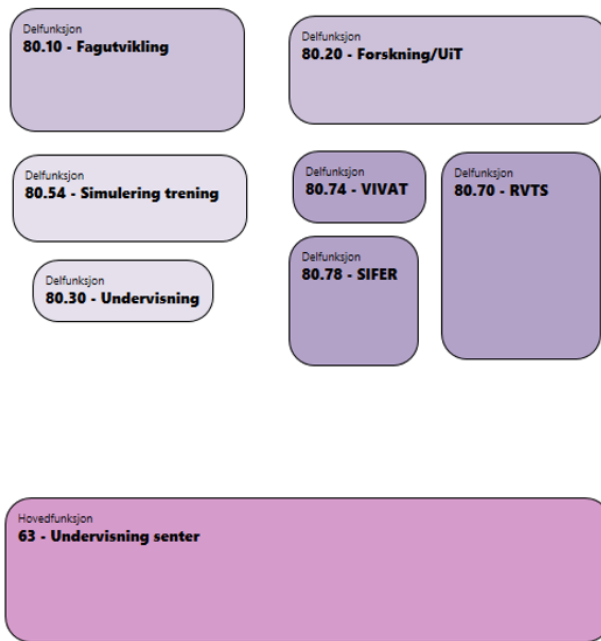 Delfunksjon
80.10 - Fagutvikling
Delfunksjon
80.20 - Forskning/UiT
Delfunksjon
80.54 - Simulering trening
Delfunksjon
80.74 - VIVAT
Delfunksjon
80.70 - RVTS
Delfunksjon
80.30 - Undervisning
Delfunksjon
80.78 - SIFER
Hovedfunksjon
63 - Undervisning senter